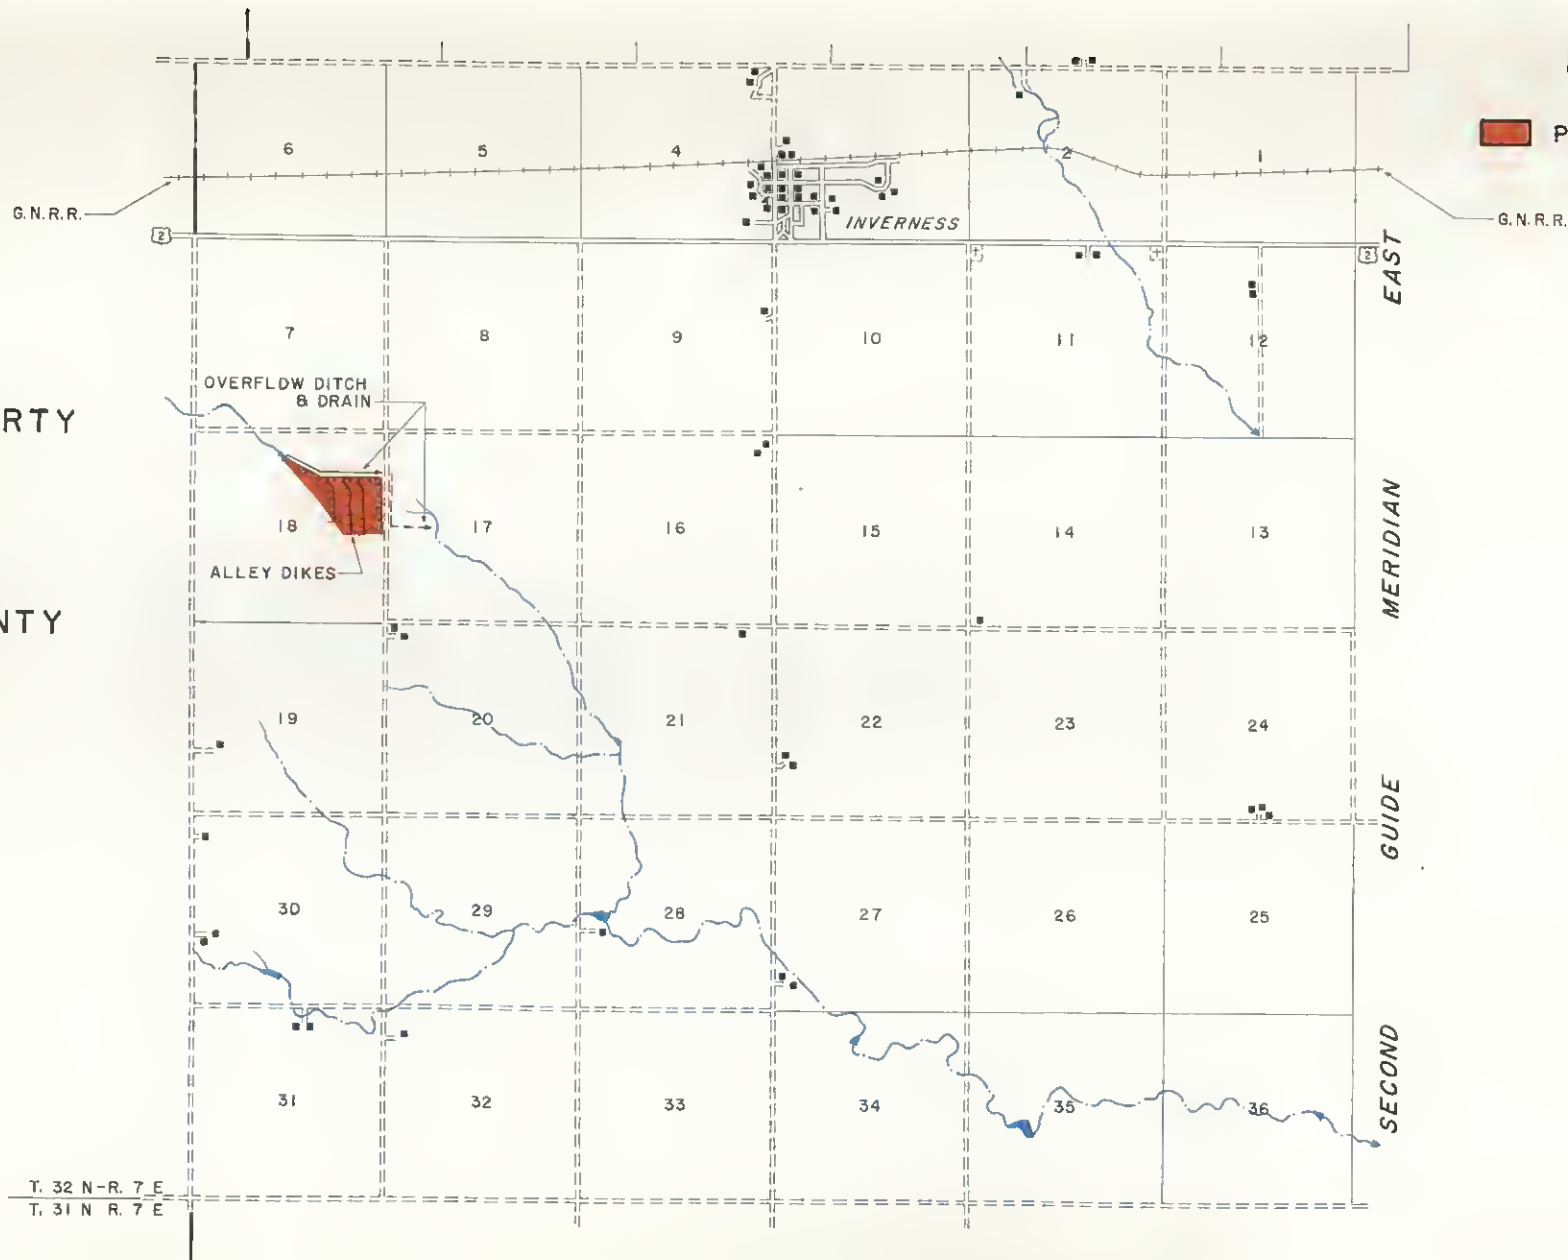 P
6 5 4 2 1
G.N.R.R.
G.N.R.R.
2
INVERNESS
2
EAST
7 8 9 10 11 12
OVERFLOW DITCH
& DRAIN
RTY
18 17 16 15 14 13
MERIDIAN
ALLEY DIKES
NTY
19 20 21 22 23 24
GUIDE
30 29 28 27 26 25
31 32 33 34 35 36
SECOND
T. 32 N-R. 7 E
T. 31 N R. 7 E